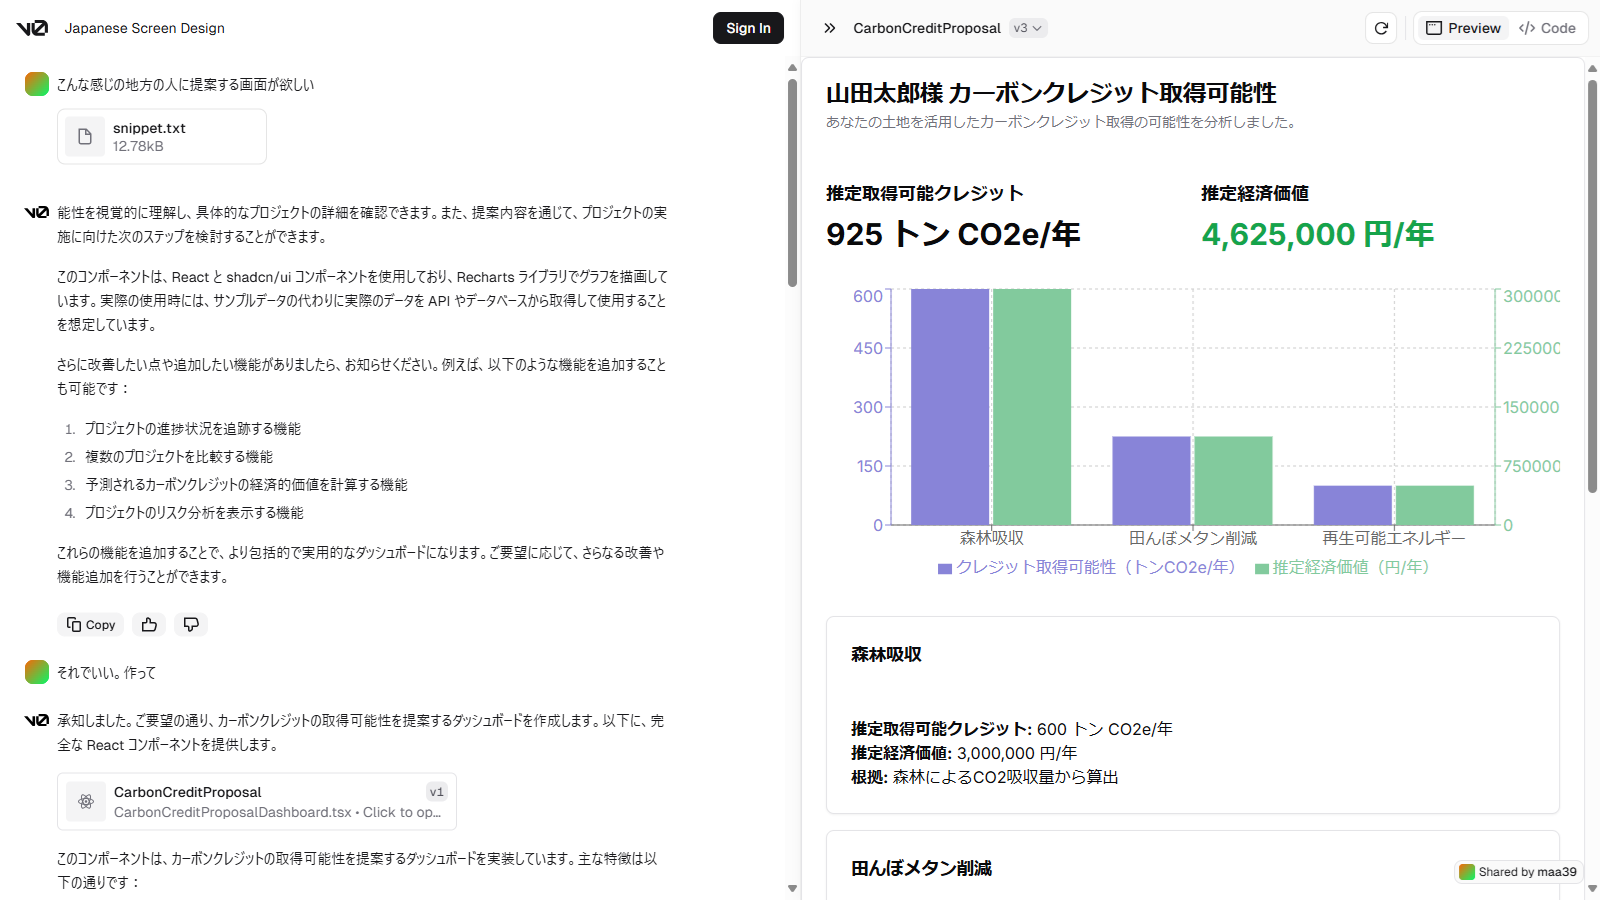 v0 Japanese Screen Design
Sign In
こんな感じの地方の人に提案する画面が欲しい
snippet.txt
12.78kB
v0
能性を視覚的に理解し、具体的なプロジェクトの詳細を確認できます。また、提案内容を通じて、プロジェクトの実
施に向けた次のステップを検討することができます。
このコンポーネントは、React と shadcn/ui コンポーネントを使用しており、Recharts ライブラリでグラフを描画して
います。実際の使用時には、サンプルデータの代わりに実際のデータを API やデータベースから取得して使用すること
を想定しています。
さらに改善したい点や追加したい機能がありましたら、お知らせください。例えば、以下のような機能を追加すること
も可能です：
1. プロジェクトの進捗状況を追跡する機能
2. 複数のプロジェクトを比較する機能
3. 予測されるカーボンクレジットの経済的価値を計算する機能
4. プロジェクトのリスク分析を表示する機能
これらの機能を追加することで、より包括的で実用的なダッシュボードになります。ご要望に応じて、さらなる改善や
機能追加を行うことができます。
Copy
それでいい。作って
v0
承知しました。ご要望の通り、カーボンクレジットの取得可能性を提案するダッシュボードを作成します。以下に、完
全な React コンポーネントを提供します。
CarbonCreditProposal v1
CarbonCreditProposalDashboard.tsx • Click to op...
このコンポーネントは、カーボンクレジットの取得可能性を提案するダッシュボードを実装しています。主な特徴は以
下の通りです：
CarbonCreditProposal v3
Preview
Code
山田太郎様 カーボンクレジット取得可能性
あなたの土地を活用したカーボンクレジット取得の可能性を分析しました。
推定取得可能クレジット
925 トン CO2e/年
推定経済価値
4,625,000 円/年
600
450
300
150
0
300000
225000
150000
750000
0
森林吸収
田んぼメタン削減
再生可能エネルギー
クレジット取得可能性（トンCO2e/年）
推定経済価値（円/年）
森林吸収
推定取得可能クレジット: 600 トン CO2e/年
推定経済価値: 3,000,000 円/年
根拠: 森林によるCO2吸収量から算出
田んぼメタン削減
Shared by maa39